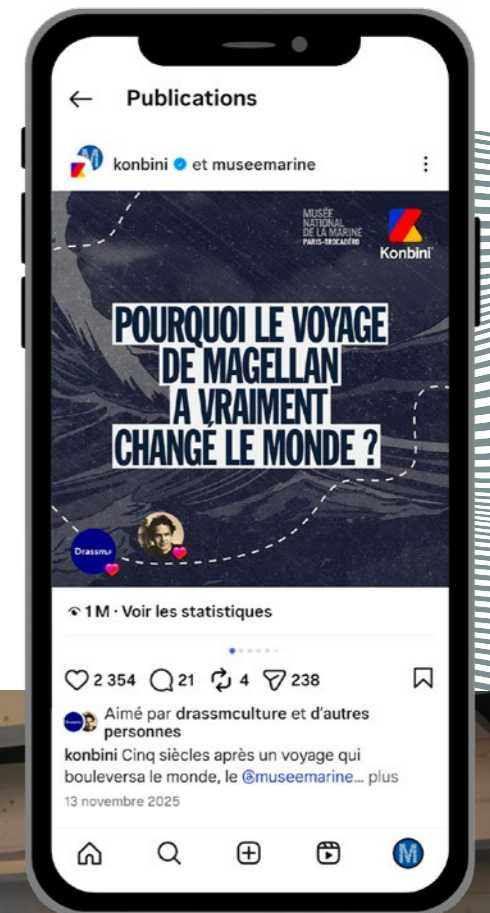 Publications
konbini et museemarine
MUSÉE
NATIONAL
DE LA MARINE
PARIS-TROCADÉRO
Konbini
POURQUOI LE VOYAGE
DE MAGELLAN
A VRAIMENT
CHANGÉ LE MONDE ?
Drassm
1 M · Voir les statistiques
2 354 21 4 238
Aimé par drassmculture et d'autres
personnes
konbini Cinq siècles après un voyage qui
bouleversa le monde, le @museemarine... plus
13 novembre 2025